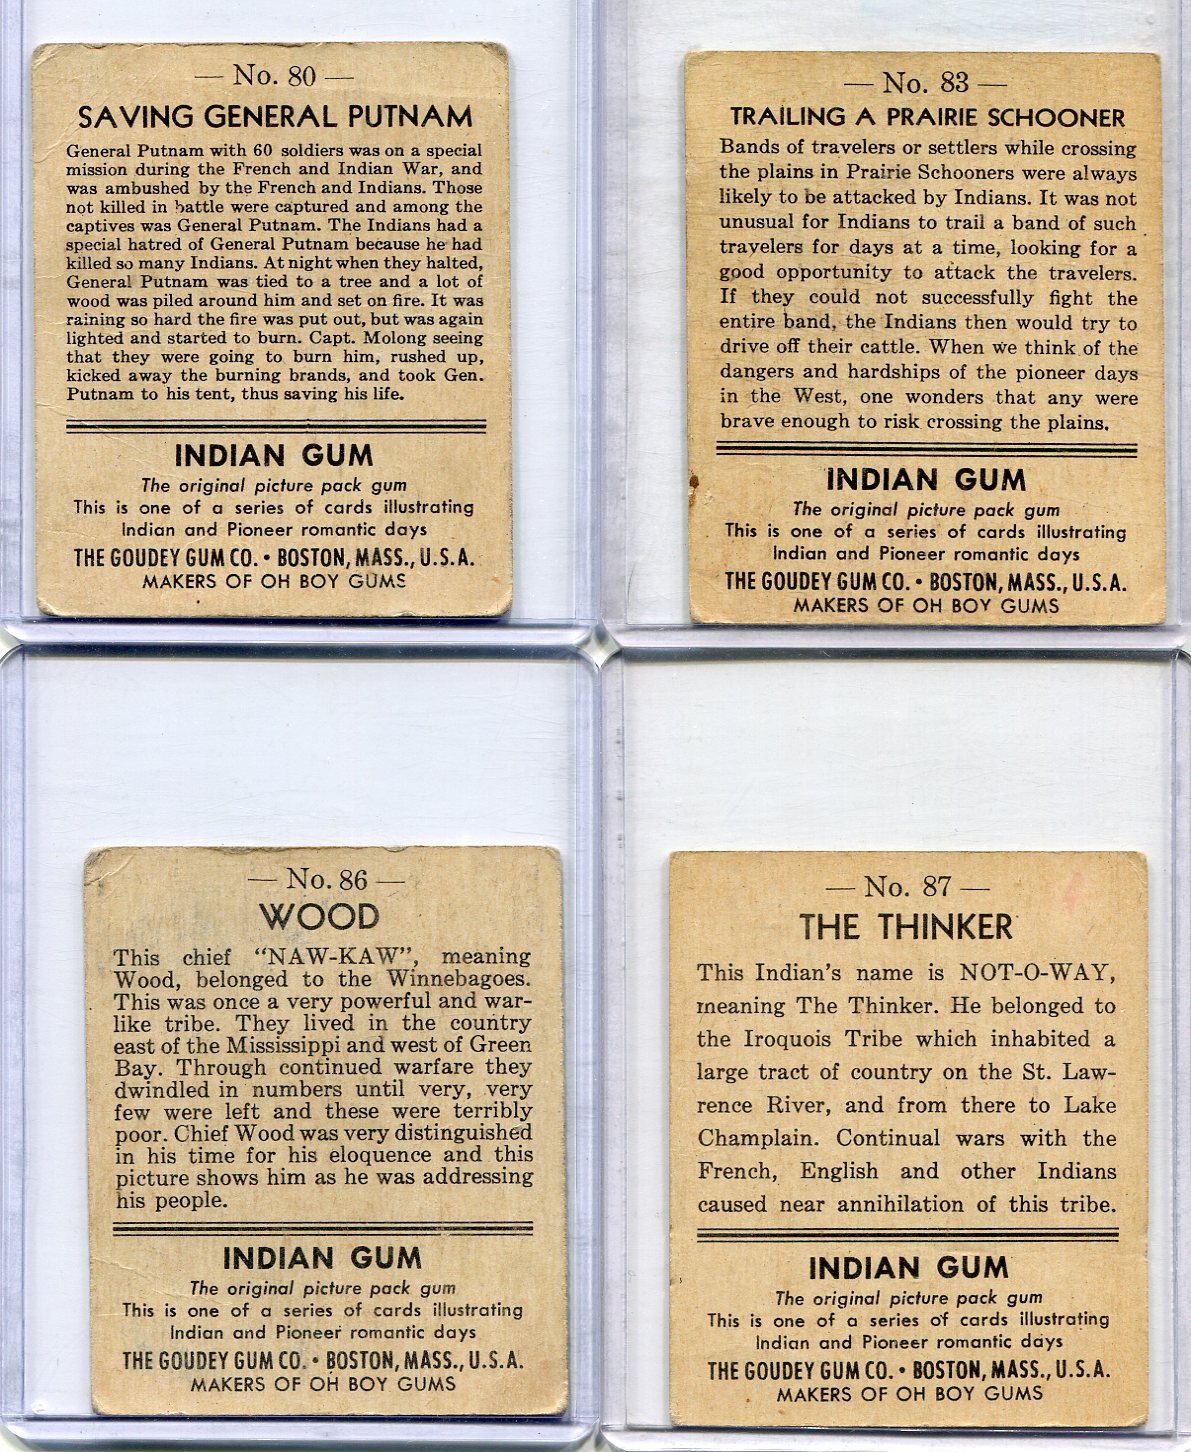 — No. 80 —
SAVING GENERAL PUTNAM
General Putnam with 60 soldiers was on a special
mission during the French and Indian War, and
was ambushed by the French and Indians. Those
not killed in battle were captured and among the
captives was General Putnam. The Indians had a
special hatred of General Putnam because he had
killed so many Indians. At night when they halted,
General Putnam was tied to a tree and a lot of
wood was piled around him and set on fire. It was
raining so hard the fire was put out, but was again
lighted and started to burn. Capt. Molong seeing
that they were going to burn him, rushed up,
kicked away the burning brands, and took Gen.
Putnam to his tent, thus saving his life.
INDIAN GUM
The original picture pack gum
This is one of a series of cards illustrating
Indian and Pioneer romantic days
THE GOUDEY GUM CO. • BOSTON, MASS., U.S.A.
MAKERS OF OH BOY GUMS
— No. 83 —
TRAILING A PRAIRIE SCHOONER
Bands of travelers or settlers while crossing
the plains in Prairie Schooners were always
likely to be attacked by Indians. It was not
unusual for Indians to trail a band of such
travelers for days at a time, looking for a
good opportunity to attack the travelers.
If they could not successfully fight the
entire band, the Indians then would try to
drive off their cattle. When we think of the
dangers and hardships of the pioneer days
in the West, one wonders that any were
brave enough to risk crossing the plains.
INDIAN GUM
The original picture pack gum
This is one of a series of cards illustrating
Indian and Pioneer romantic days
THE GOUDEY GUM CO. • BOSTON, MASS., U.S.A.
MAKERS OF OH BOY GUMS
— No. 86 —
WOOD
This chief “NAW-KAW”, meaning
Wood, belonged to the Winnebagoes.
This was once a very powerful and war-
like tribe. They lived in the country
east of the Mississippi and west of Green
Bay. Through continued warfare they
dwindled in numbers until very, very
few were left and these were terribly
poor. Chief Wood was very distinguished
in his time for his eloquence and this
picture shows him as he was addressing
his people.
INDIAN GUM
The original picture pack gum
This is one of a series of cards illustrating
Indian and Pioneer romantic days
THE GOUDEY GUM CO. • BOSTON, MASS., U.S.A.
MAKERS OF OH BOY GUMS
— No. 87 —
THE THINKER
This Indian's name is NOT-O-WAY,
meaning The Thinker. He belonged to
the Iroquois Tribe which inhabited a
large tract of country on the St. Law-
rence River, and from there to Lake
Champlain. Continual wars with the
French, English and other Indians
caused near annihilation of this tribe.
INDIAN GUM
The original picture pack gum
This is one of a series of cards illustrating
Indian and Pioneer romantic days
THE GOUDEY GUM CO. • BOSTON, MASS., U.S.A.
MAKERS OF OH BOY GUMS